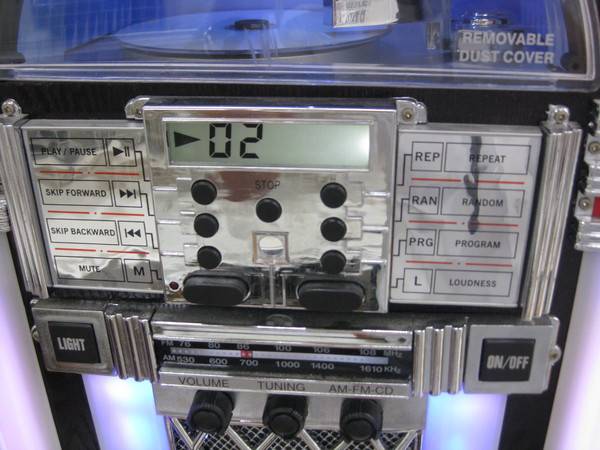 REMOVABLE
DUST COVER
02
PLAY / PAUSE
SKIP FORWARD
SKIP BACKWARD
MUTE M
STOP
REP REPEAT
RAN RANDOM
PRG PROGRAM
L LOUDNESS
LIGHT
FM 76 80 86 100 106 108 MHz
AM 530 600 700 1000 1400 1610 KHz
ON/OFF
VOLUME TUNING AM-FM-CD